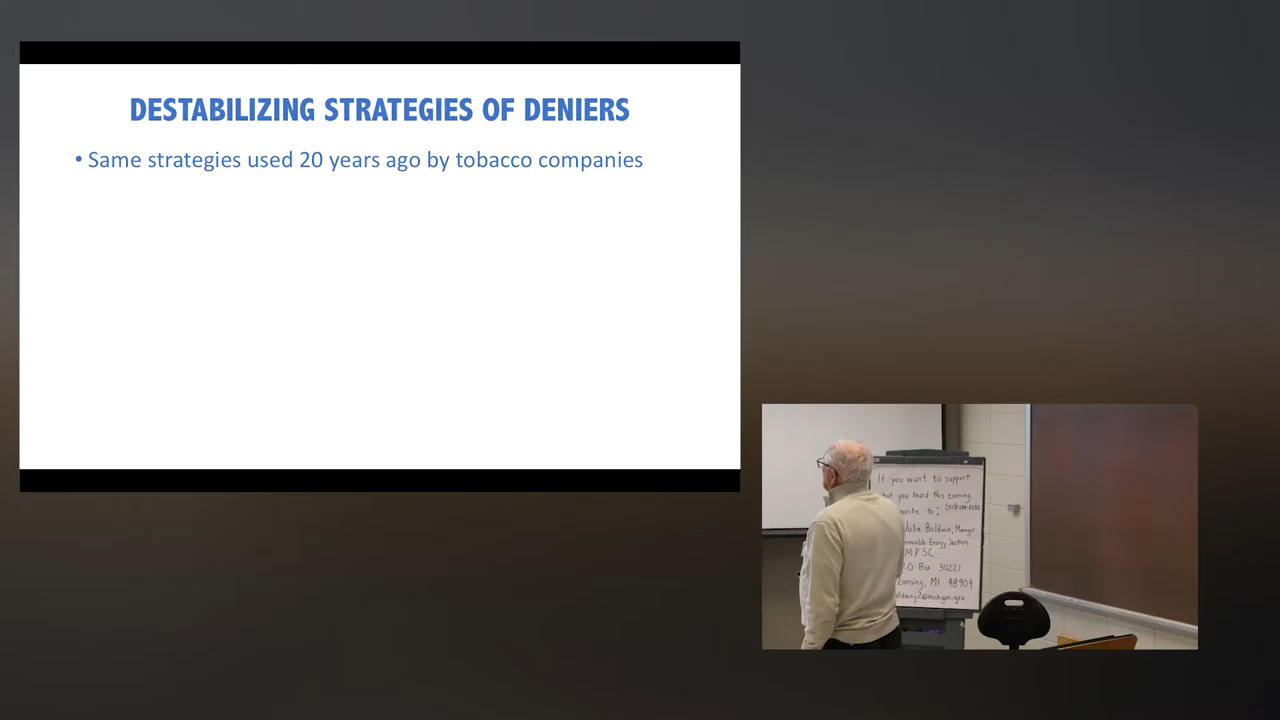 DESTABILIZING STRATEGIES OF DENIERS
• Same strategies used 20 years ago by tobacco companies
If you want to support
you heard this evening,
write to:
Julie Baldwin, Manager
Energy Section
MPSC
P.O Box 30221
Lansing, MI 48909